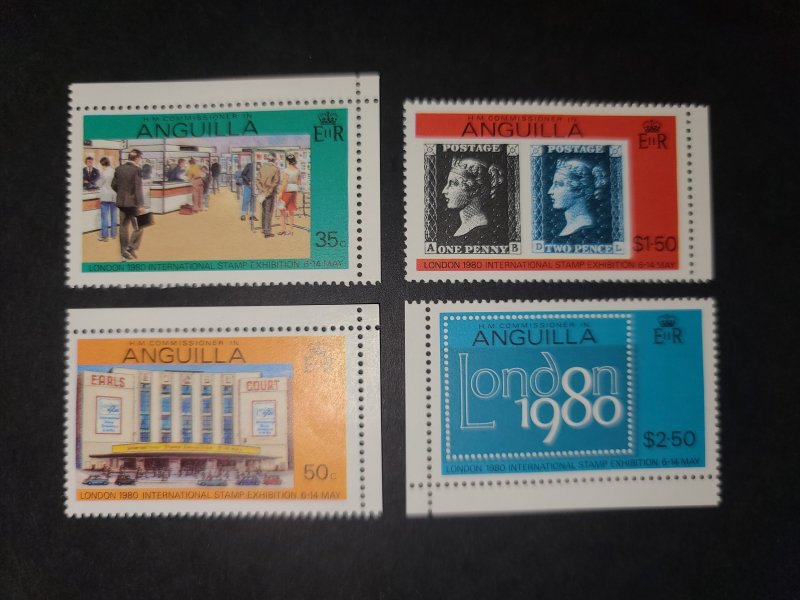 H.M. COMMISSIONER IN
ANGUILLA
EIIR
35c
LONDON 1980 INTERNATIONAL STAMP EXHIBITION 6-14 MAY
H.M. COMMISSIONER IN
ANGUILLA
EIIR
POSTAGE
POSTAGE
A ONE PENNY B
D TWO PENCE L
$1·50
LONDON 1980 INTERNATIONAL STAMP EXHIBITION 6-14 MAY
H.M. COMMISSIONER IN
ANGUILLA
EIIR
EARLS COURT
50c
LONDON 1980 INTERNATIONAL STAMP EXHIBITION 6-14 MAY
H.M. COMMISSIONER IN
ANGUILLA
EIIR
London
1980
$2·50
LONDON 1980 INTERNATIONAL STAMP EXHIBITION 6-14 MAY